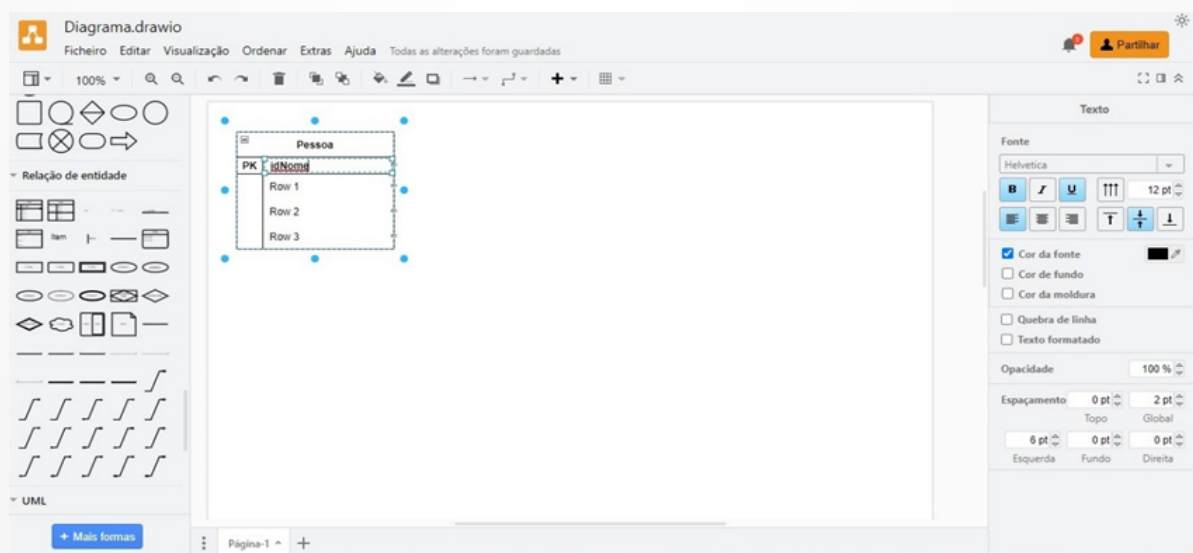 Diagrama.drawio
Ficheiro Editar Visualização Ordenar Extras Ajuda Todas as alterações foram guardadas
Partilhar
100%
Relação de entidade
Item
UML
+ Mais formas
Pessoa
PK idNome
Row 1
Row 2
Row 3
Página-1
Texto
Fonte
Helvetica
B I U 12 pt
Cor da fonte
Cor de fundo
Cor da moldura
Quebra de linha
Texto formatado
Opacidade 100 %
Espaçamento 0 pt 2 pt
Topo Global
6 pt 0 pt 0 pt
Esquerda Fundo Direita